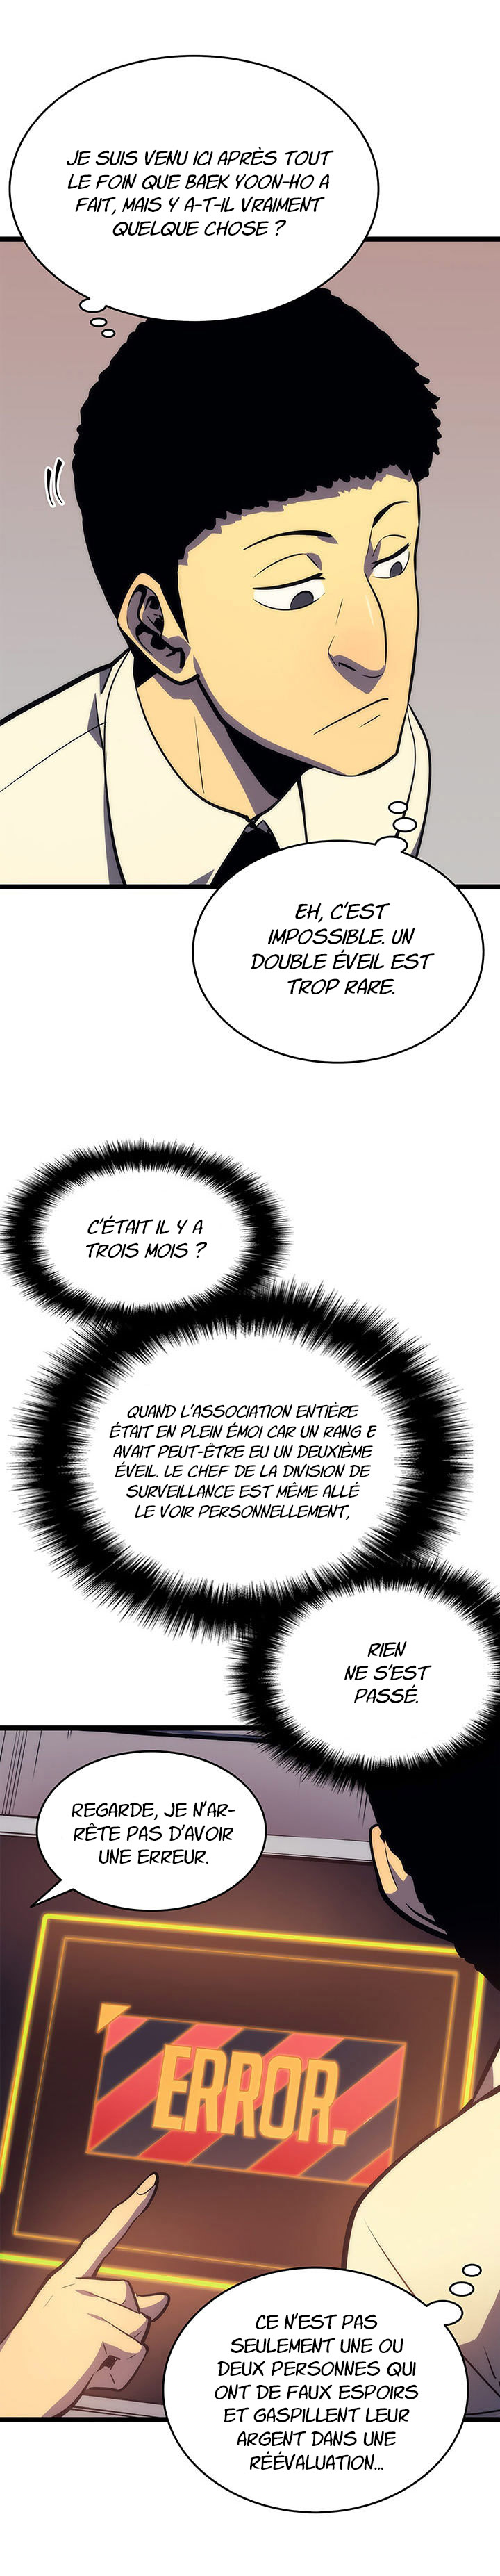 JE SUIS VENU ICI APRÈS TOUT
LE FOIN QUE BAEK YOON-HO A
FAIT, MAIS Y A-T-IL VRAIMENT
QUELQUE CHOSE ?
EH, C'EST
IMPOSSIBLE. UN
DOUBLE ÉVEIL EST
TROP RARE.
C'ÉTAIT IL Y A
TROIS MOIS ?
QUAND L'ASSOCIATION ENTIÈRE
ÉTAIT EN PLEIN ÉMOI CAR UN RANG E
AVAIT PEUT-ÊTRE EU UN DEUXIÈME
ÉVEIL. LE CHEF DE LA DIVISION DE
SURVEILLANCE EST MÊME ALLÉ
LE VOIR PERSONNELLEMENT,
RIEN
NE S'EST
PASSÉ.
REGARDE, JE N'AR-
RÊTE PAS D'AVOIR
UNE ERREUR.
ERROR.
CE N'EST PAS
SEULEMENT UNE OU
DEUX PERSONNES QUI
ONT DE FAUX ESPOIRS
ET GASPILLENT LEUR
ARGENT DANS UNE
RÉÉVALUATION...